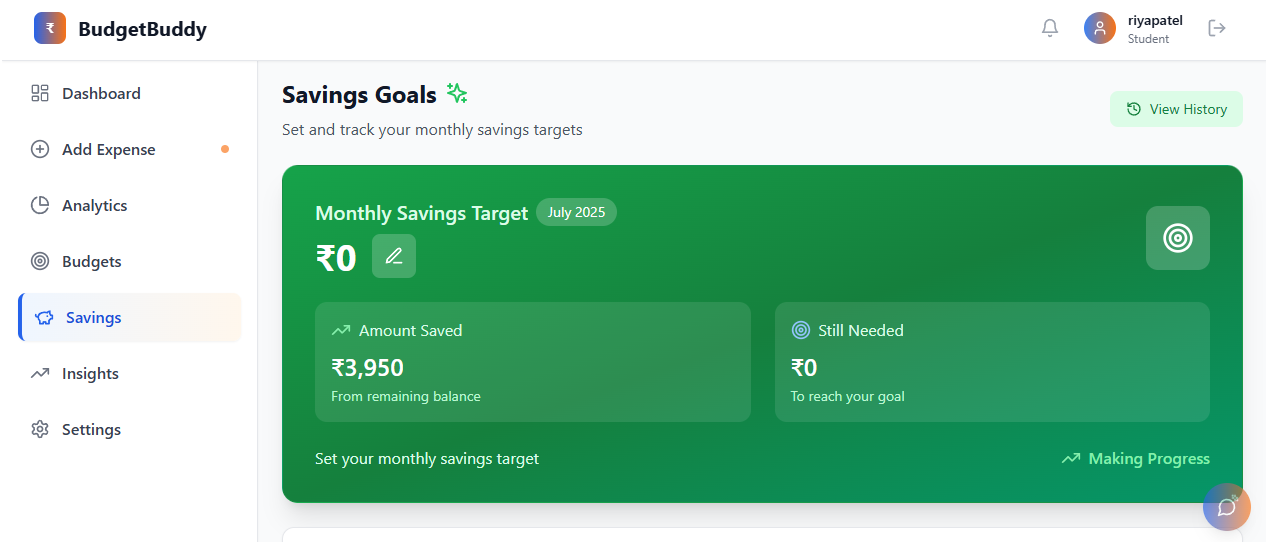 ₹
BudgetBuddy
riyapatel
Student
Dashboard
Add Expense
Analytics
Budgets
Savings
Insights
Settings
Savings Goals
Set and track your monthly savings targets
View History
Monthly Savings Target
July 2025
₹0
Amount Saved
₹3,950
From remaining balance
Still Needed
₹0
To reach your goal
Set your monthly savings target
Making Progress